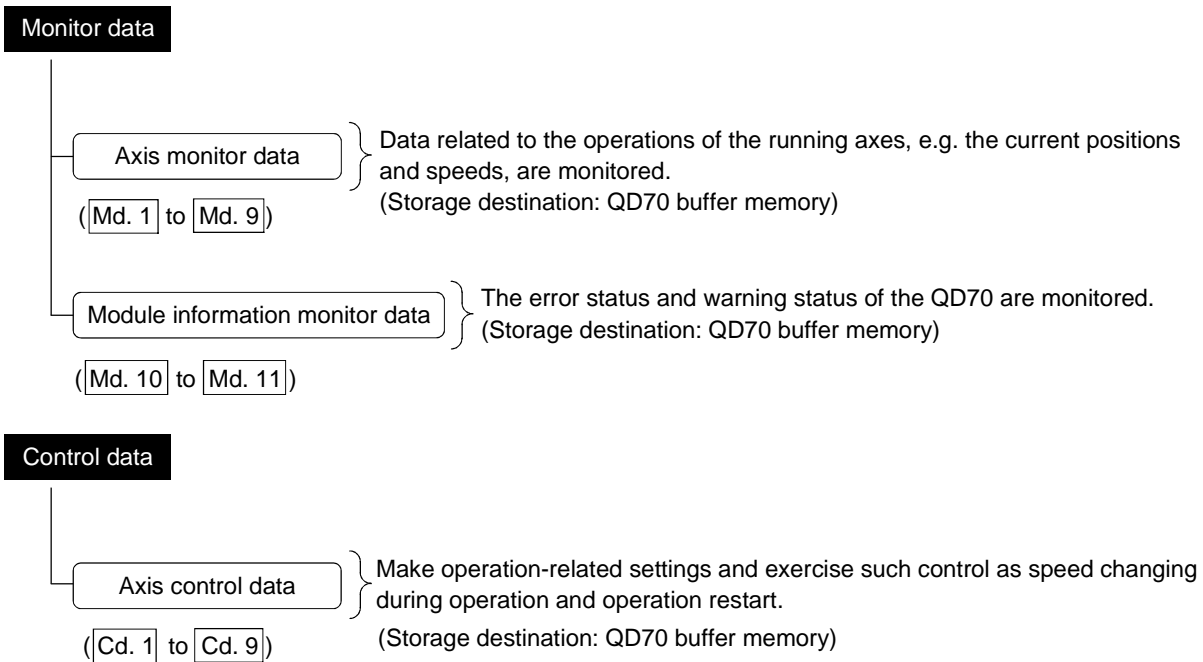 Monitor data
Axis monitor data
Data related to the operations of the running axes, e.g. the current positions
and speeds, are monitored.
(Storage destination: QD70 buffer memory)
(Md. 1 to Md. 9)
Module information monitor data
The error status and warning status of the QD70 are monitored.
(Storage destination: QD70 buffer memory)
(Md. 10 to Md. 11)
Control data
Axis control data
Make operation-related settings and exercise such control as speed changing
during operation and operation restart.
(Storage destination: QD70 buffer memory)
(Cd. 1 to Cd. 9)